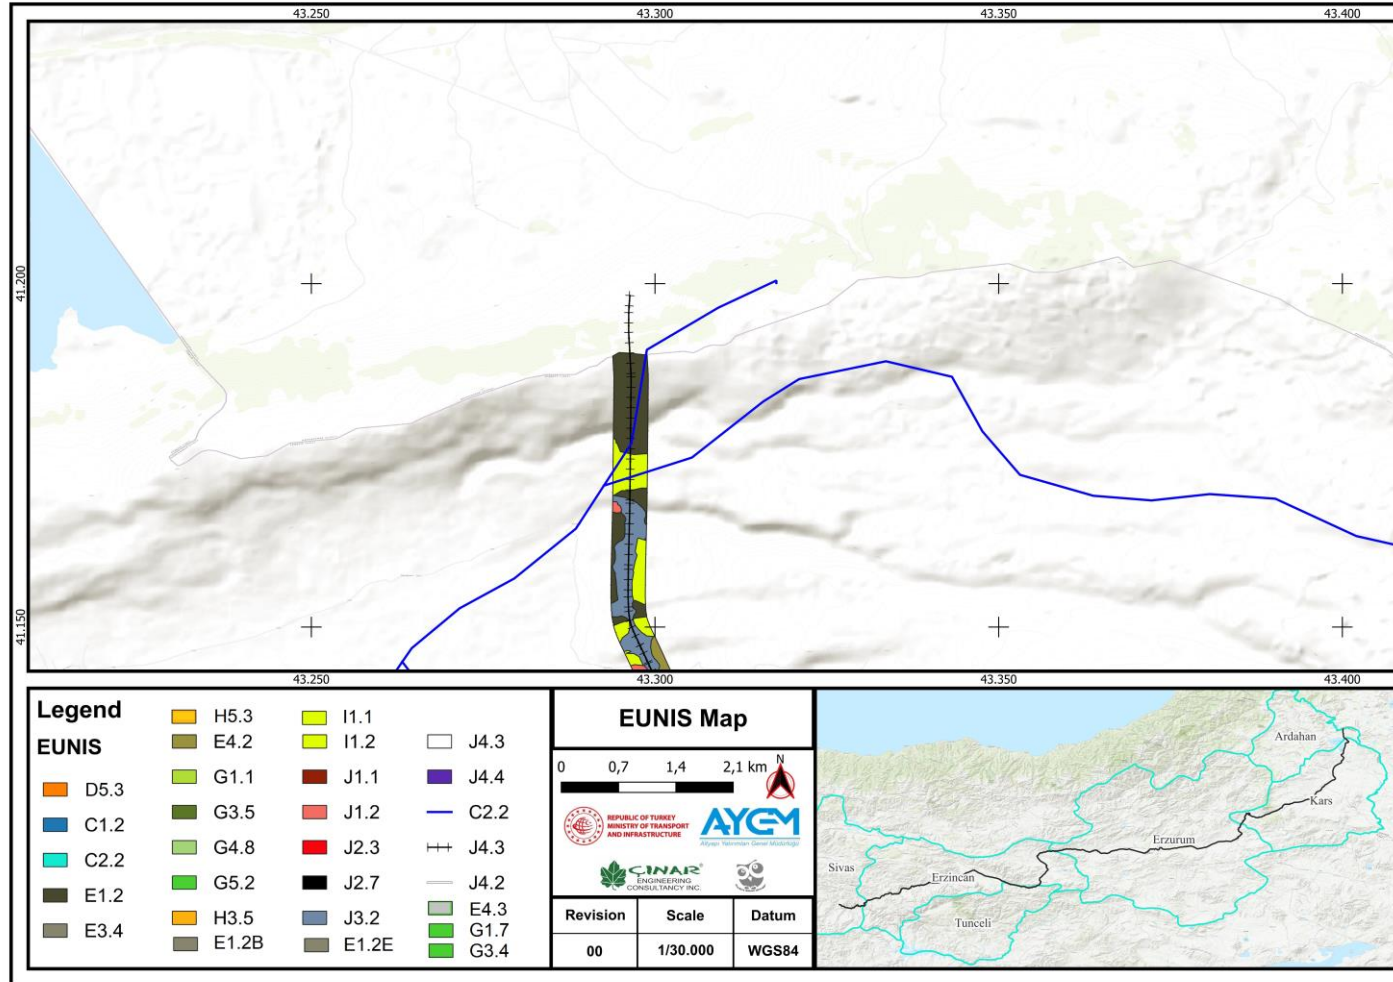 43.250 43.300 43.350 43.400
41.200
41.150
43.250 43.300 43.350 43.400
Legend
EUNIS
D5.3
C1.2
C2.2
E1.2
E3.4
H5.3
E4.2
G1.1
G3.5
G4.8
G5.2
H3.5
E1.2B
I1.1
I1.2
J1.1
J1.2
J2.3
J2.7
J3.2
E1.2E
J4.3
J4.4
C2.2
J4.3
J4.2
E4.3
G1.7
G3.4
EUNIS Map
0 0,7 1,4 2,1 km
N
REPUBLIC OF TURKEY
MINISTRY OF TRANSPORT
AND INFRASTRUCTURE
AYGM
Altyapı Yatırımları Genel Müdürlüğü
ÇINAR
ENGINEERING
CONSULTANCY INC.
Revision Scale Datum
00 1/30.000 WGS84
Ardahan
Kars
Erzurum
Sivas
Erzincan
Tunceli